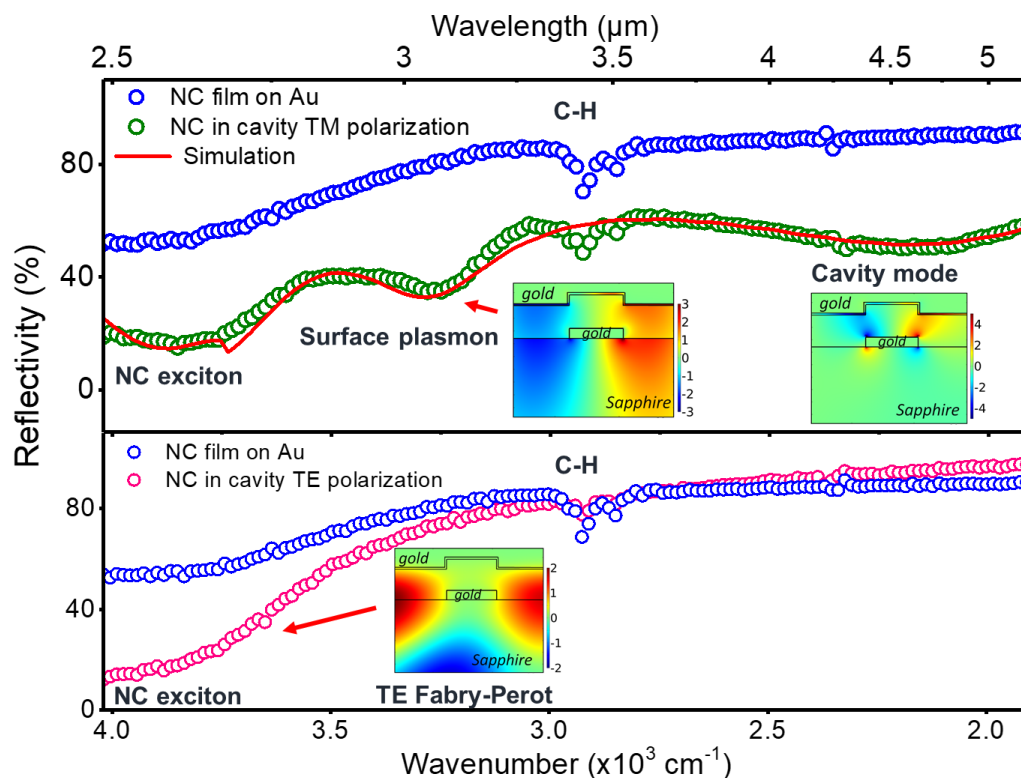 Wavelength (µm)
2.5 3 3.5 4 4.5 5
NC film on Au
NC in cavity TM polarization
Simulation
C-H
80
40
0
Reflectivity (%)
NC exciton
Surface plasmon
Cavity mode
gold
gold
Sapphire
3
2
1
0
-1
-2
-3
gold
gold
Sapphire
4
2
0
-2
-4
NC film on Au
NC in cavity TE polarization
C-H
80
40
0
gold
gold
Sapphire
2
1
0
-1
-2
NC exciton
TE Fabry-Perot
4.0 3.5 3.0 2.5 2.0
Wavenumber (x10³ cm⁻¹)